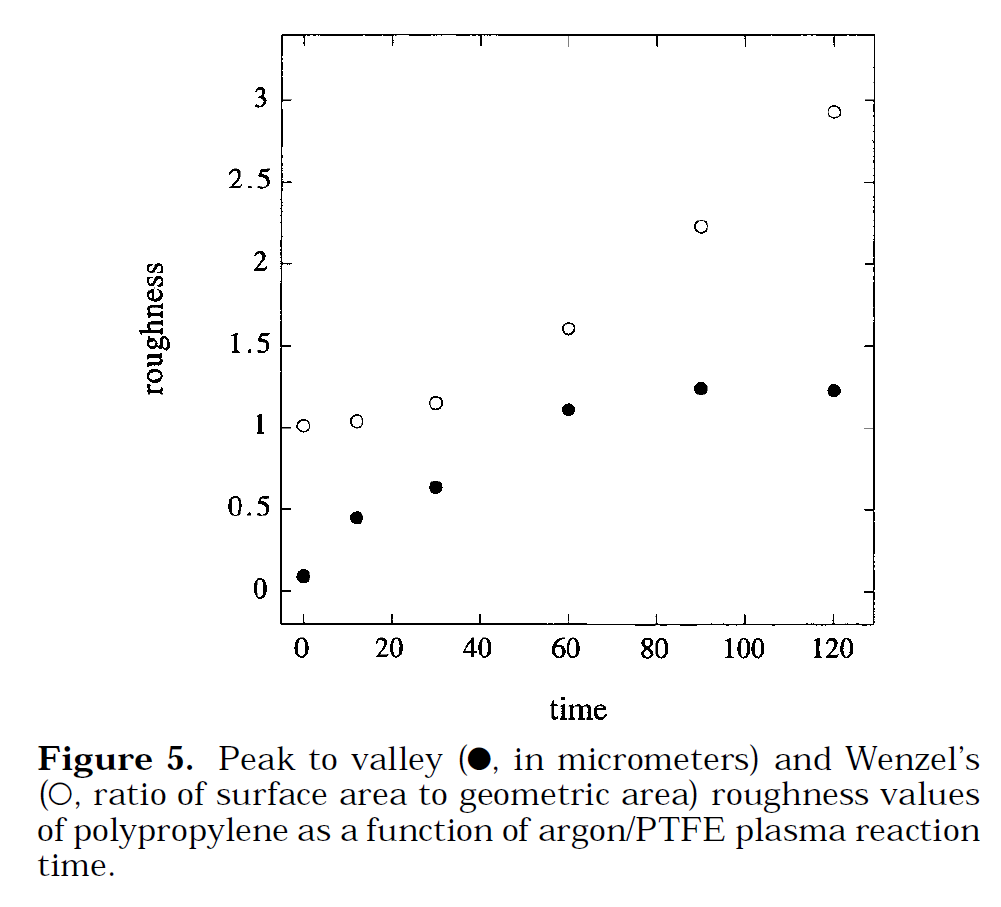 3
2.5
2
1.5
1
0.5
0
roughness
0 20 40 60 80 100 120
time
Figure 5. Peak to valley (●, in micrometers) and Wenzel's
(○, ratio of surface area to geometric area) roughness values
of polypropylene as a function of argon/PTFE plasma reaction
time.